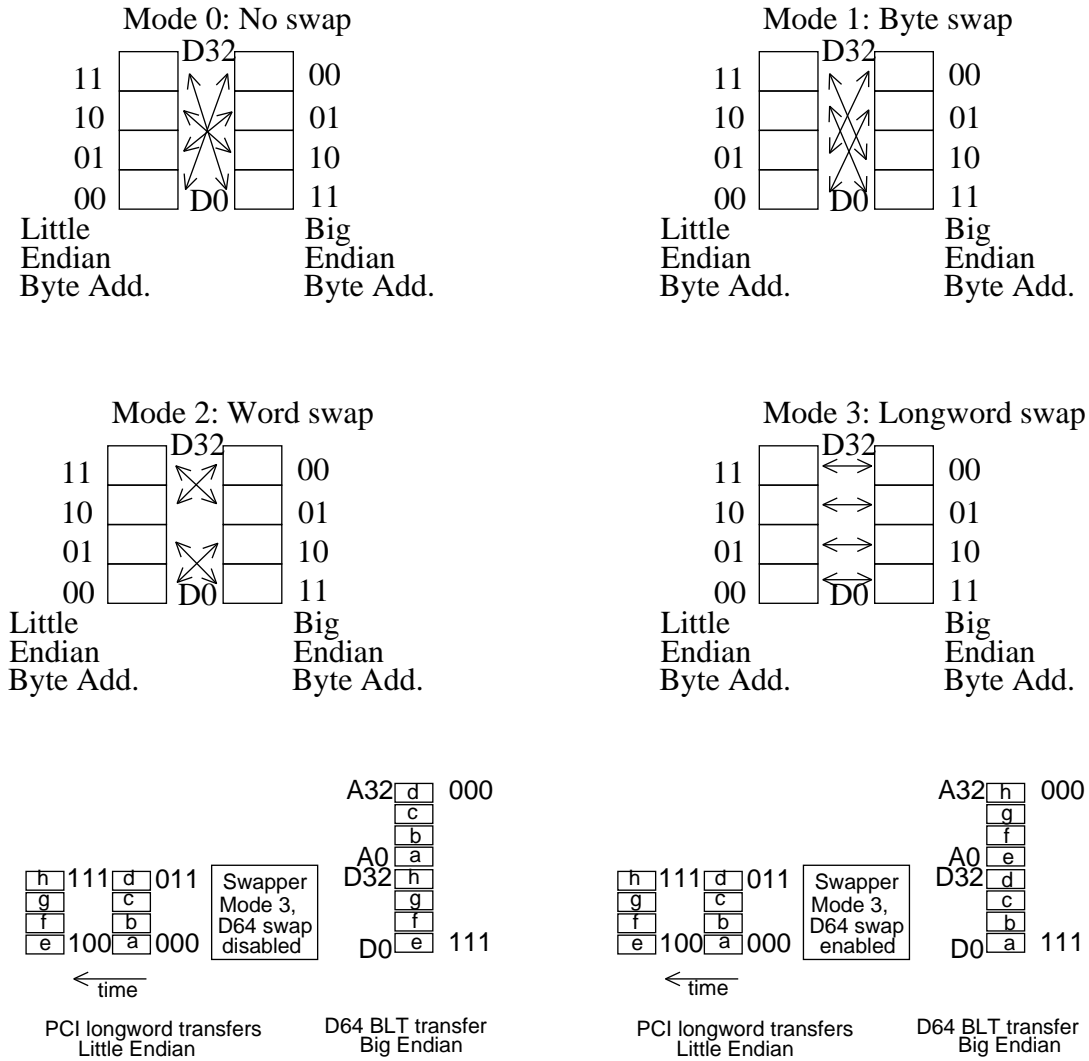 Mode 0: No swap
D32
11
10
01
00
D0
00
01
10
11
Little
Endian
Byte Add.
Big
Endian
Byte Add.
Mode 1: Byte swap
D32
11
10
01
00
D0
00
01
10
11
Little
Endian
Byte Add.
Big
Endian
Byte Add.
Mode 2: Word swap
D32
11
10
01
00
D0
00
01
10
11
Little
Endian
Byte Add.
Big
Endian
Byte Add.
Mode 3: Longword swap
D32
11
10
01
00
D0
00
01
10
11
Little
Endian
Byte Add.
Big
Endian
Byte Add.
h 111 d 011
g c
f b
e 100 a 000
time
PCI longword transfers
Little Endian
Swapper
Mode 3,
D64 swap
disabled
A32 d 000
c
b
A0 a
D32 h
g
f
D0 e 111
D64 BLT transfer
Big Endian
h 111 d 011
g c
f b
e 100 a 000
time
PCI longword transfers
Little Endian
Swapper
Mode 3,
D64 swap
enabled
A32 h 000
g
f
A0 e
D32 d
c
b
D0 a 111
D64 BLT transfer
Big Endian